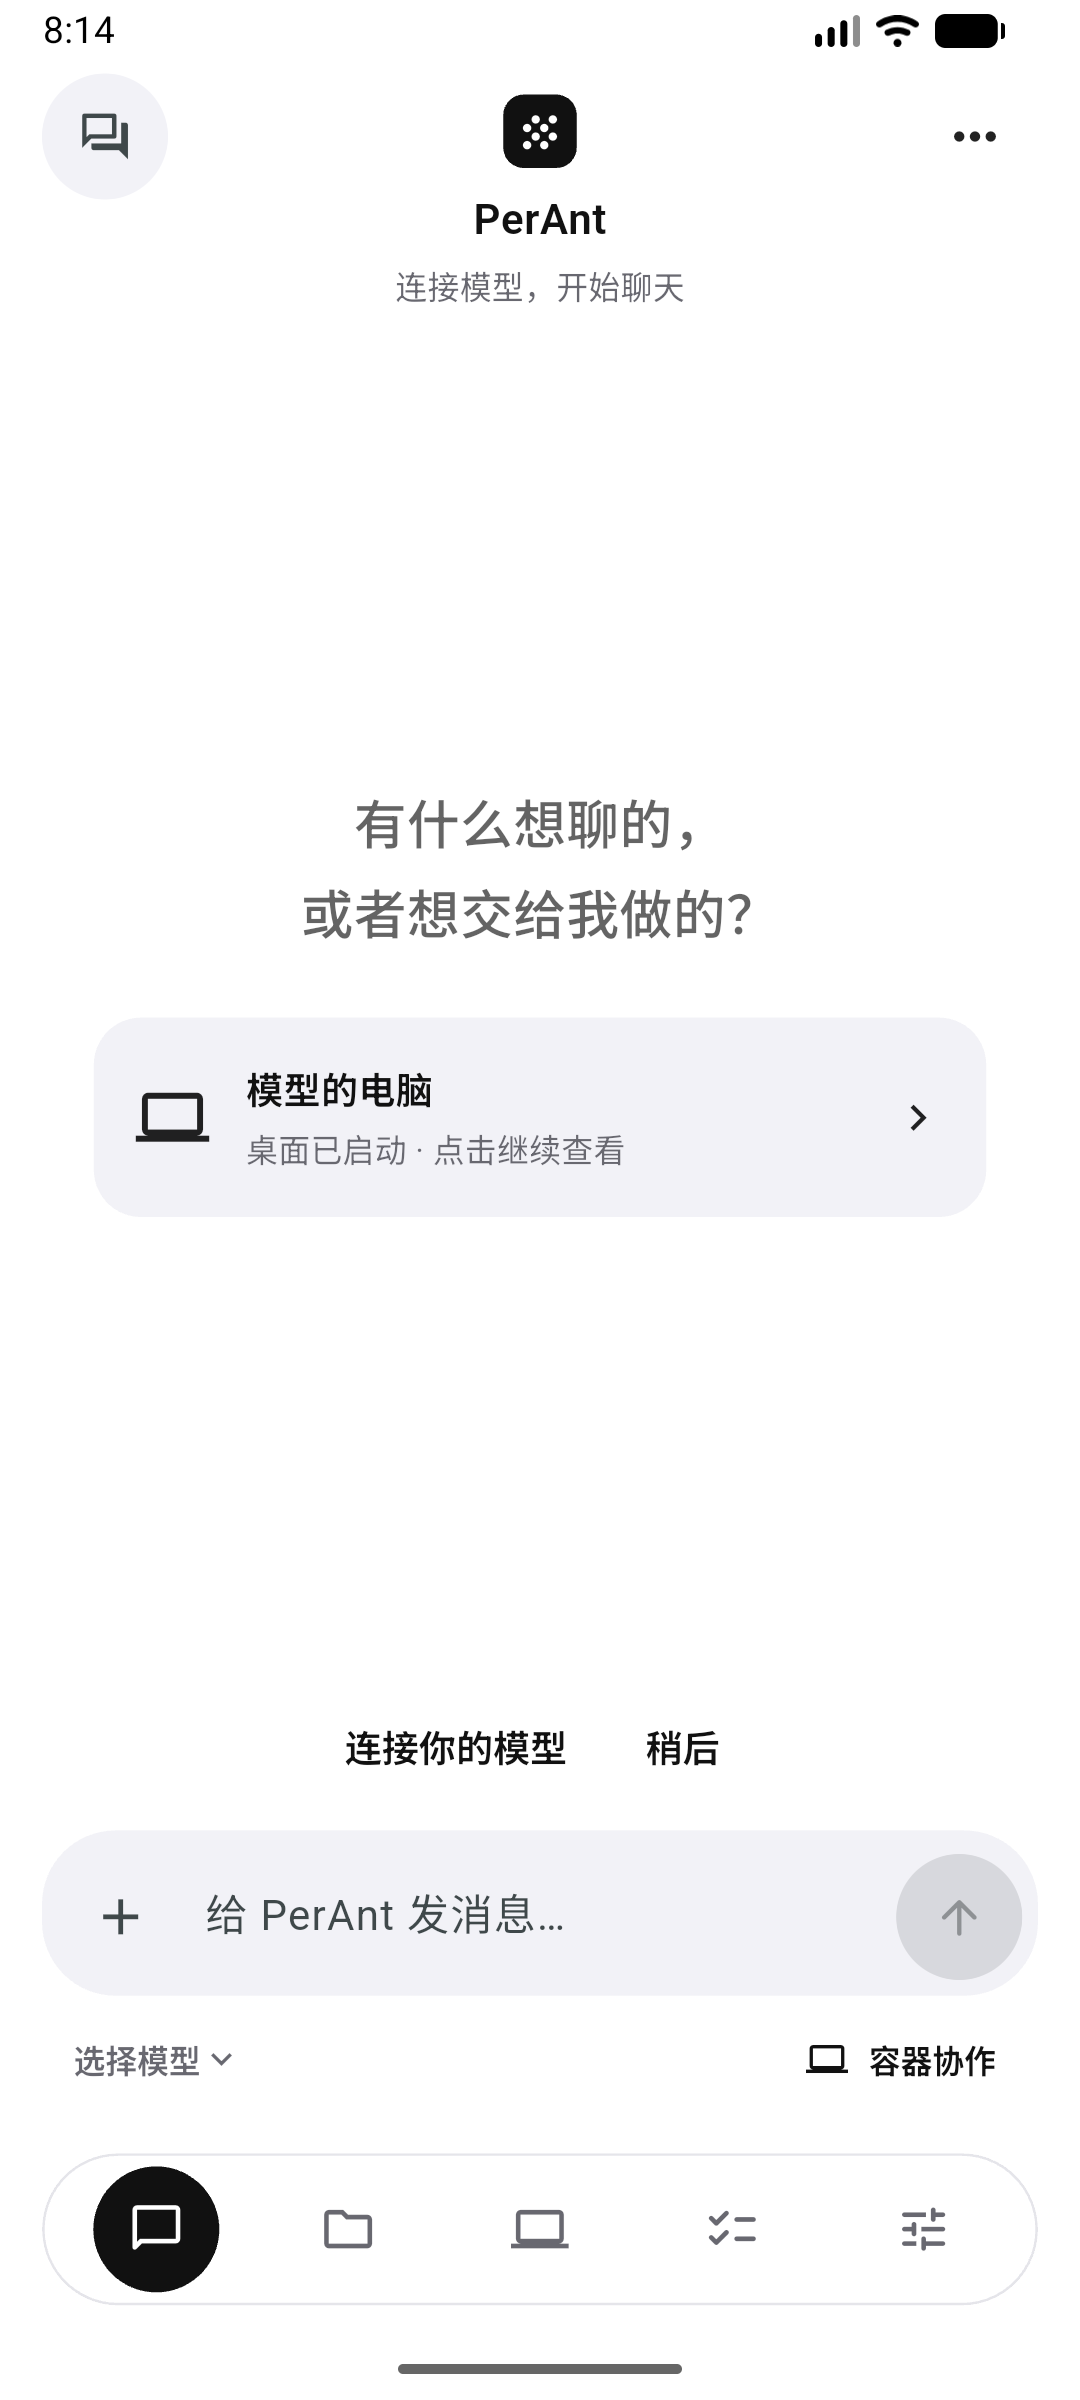 8:14
PerAnt
连接模型，开始聊天
有什么想聊的，
或者想交给我做的？
模型的电脑
桌面已启动 · 点击继续查看
连接你的模型
稍后
给 PerAnt 发消息...
选择模型
容器协作